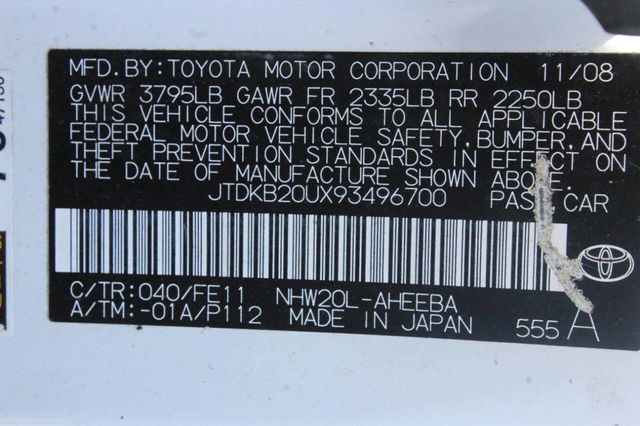 MFD.BY:TOYOTA MOTOR CORPORATION 11/08
GVWR 3795LB GAWR FR 2335LB RR 2250LB
THIS VEHICLE CONFORMS TO ALL APPLICABLE
FEDERAL MOTOR VEHICLE SAFETY, BUMPER, AND
THEFT PREVENTION STANDARDS IN EFFECT ON
THE DATE OF MANUFACTURE SHOWN ABOVE.
JTDKB20UX93496700 PASS CAR
C/TR:040/FE11 NHW20L-AHEEBA
A/TM:-01A/P112 MADE IN JAPAN 555 A